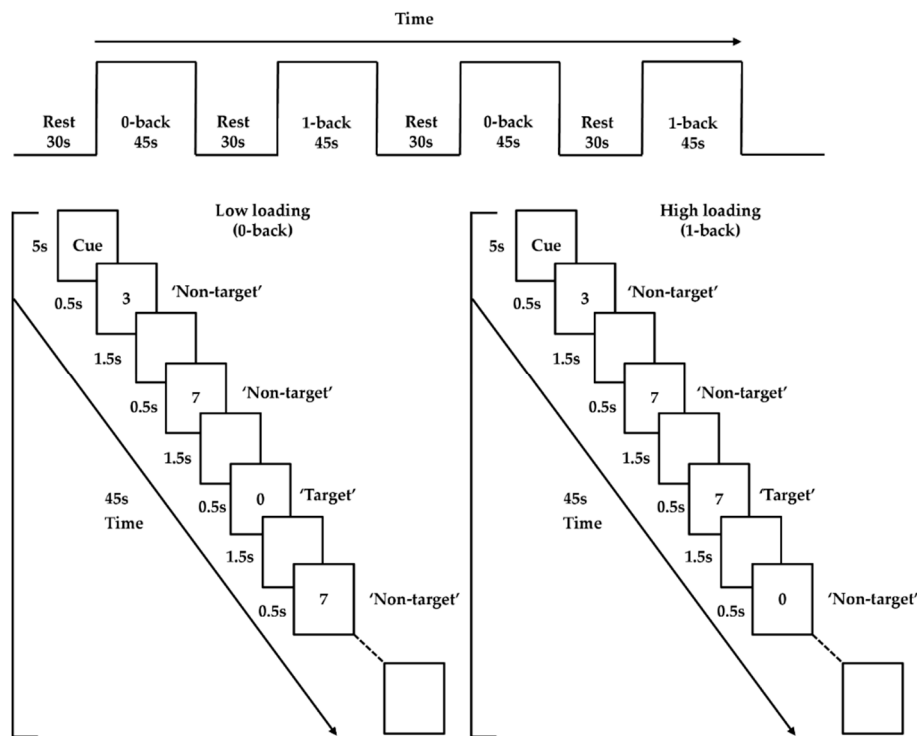 Time
Rest 0-back Rest 1-back Rest 0-back Rest 1-back
30s 45s 30s 45s 30s 45s 30s 45s
Low loading
(0-back)
5s
Cue
0.5s
3
'Non-target'
1.5s
0.5s
7
'Non-target'
1.5s
0.5s
0
'Target'
1.5s
0.5s
7
'Non-target'
45s
Time
High loading
(1-back)
5s
Cue
0.5s
3
'Non-target'
1.5s
0.5s
7
'Non-target'
1.5s
0.5s
7
'Target'
1.5s
0.5s
0
'Non-target'
45s
Time